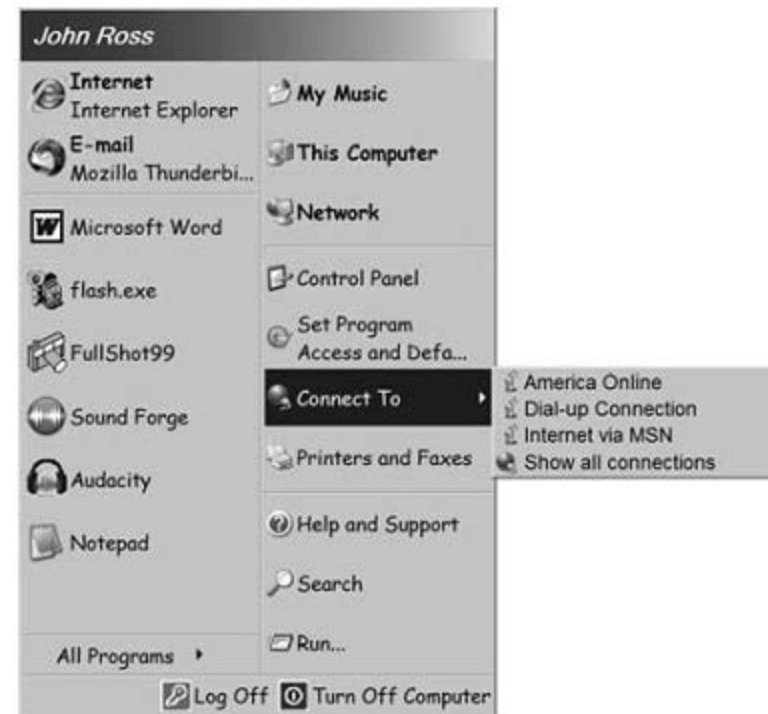 John Ross
Internet
Internet Explorer
E-mail
Mozilla Thunderbi...
Microsoft Word
flash.exe
FullShot99
Sound Forge
Audacity
Notepad
All Programs
My Music
This Computer
Network
Control Panel
Set Program
Access and Defa...
Connect To
Printers and Faxes
Help and Support
Search
Run...
America Online
Dial-up Connection
Internet via MSN
Show all connections
Log Off
Turn Off Computer